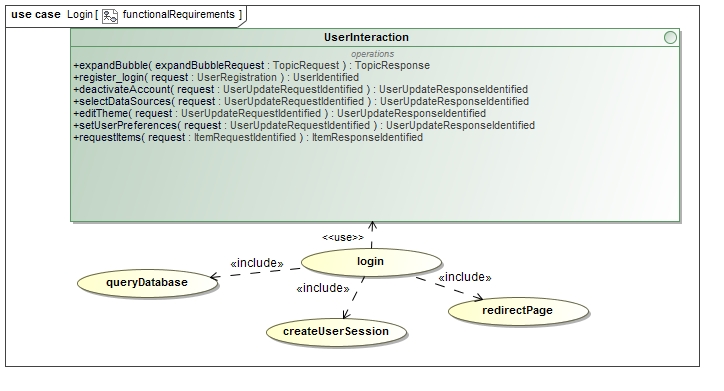 use case Login [ functionalRequirements ]
UserInteraction
operations
+expandBubble( expandBubbleRequest : TopicRequest ) : TopicResponse
+register_login( request : UserRegistration ) : UserIdentified
+deactivateAccount( request : UserUpdateRequestIdentified ) : UserUpdateResponseIdentified
+selectDataSources( request : UserUpdateRequestIdentified ) : UserUpdateResponseIdentified
+editTheme( request : UserUpdateRequestIdentified ) : UserUpdateResponseIdentified
+setUserPreferences( request : UserUpdateRequestIdentified ) : UserUpdateResponseIdentified
+requestItems( request : ItemRequestIdentified ) : ItemResponseIdentified
<<use>>
login
«include»
«include»
«include»
queryDatabase
createUserSession
redirectPage